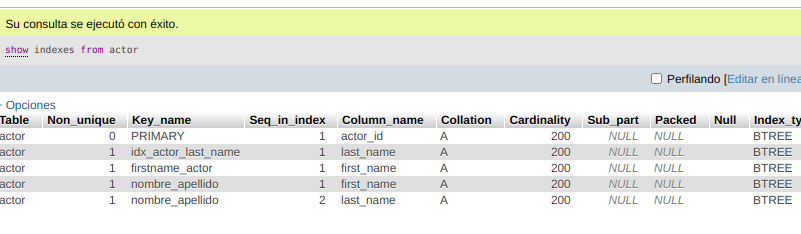 Su consulta se ejecutó con éxito.
show indexes from actor
Perfilando [Editar en línea
- Opciones
Table Non_unique Key_name Seq_in_index Column_name Collation Cardinality Sub_part Packed Null Index_ty
actor 0 PRIMARY 1 actor_id A 200 NULL NULL BTREE
actor 1 idx_actor_last_name 1 last_name A 200 NULL NULL BTREE
actor 1 firstname_actor 1 first_name A 200 NULL NULL BTREE
actor 1 nombre_apellido 1 first_name A 200 NULL NULL BTREE
actor 1 nombre_apellido 2 last_name A 200 NULL NULL BTREE